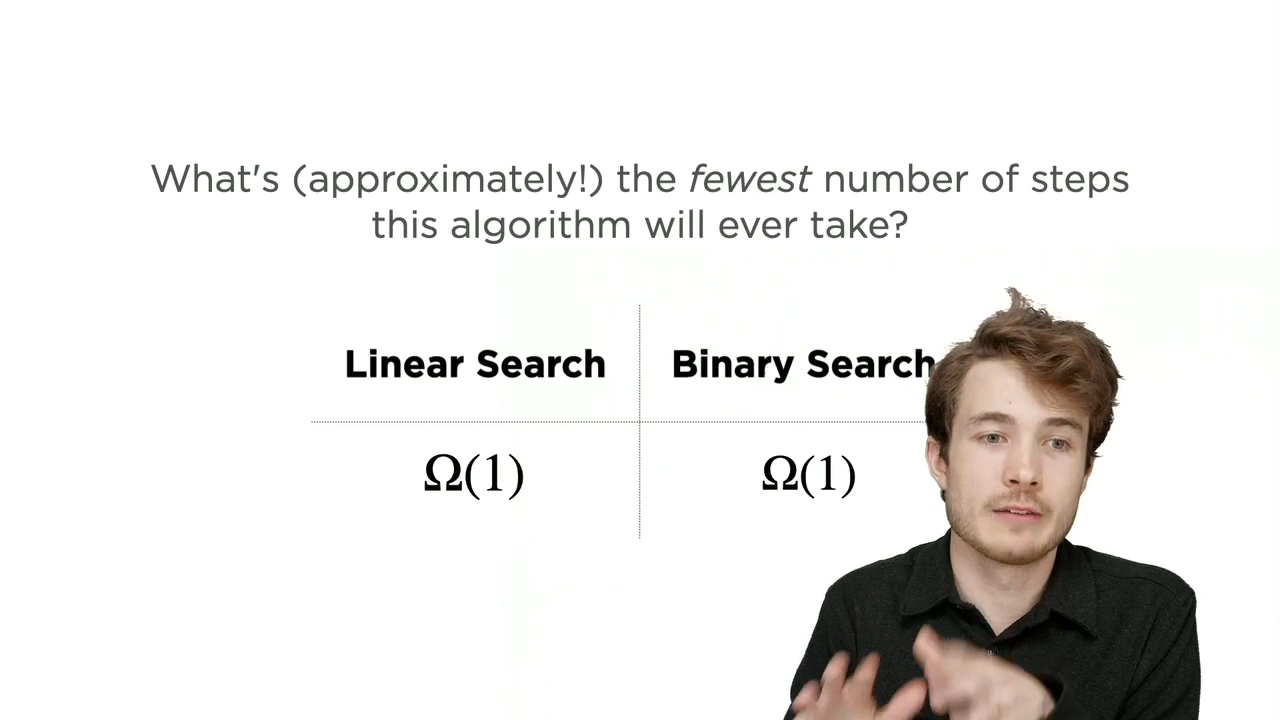 What's (approximately!) the fewest number of steps
this algorithm will ever take?
Linear Search Binary Search
Ω(1) Ω(1)